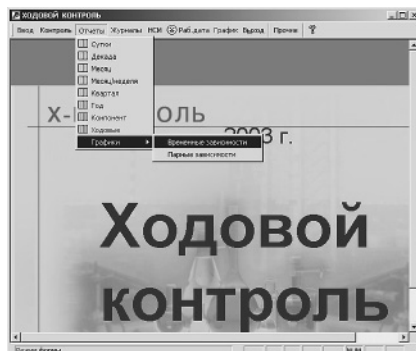 ХОДОВОЙ КОНТРОЛЬ
Ввод Контроль Отчеты Журналы НСИ Раб.дата График Выход Прочее
Сутки
Декада
Месяц
Месяц/неделя
Квартал
Год
Компонент
Ходовые
Графики
Временные зависимости
Парные зависимости
Х- ОЛЬ
2003 г.
Ходовой
контроль